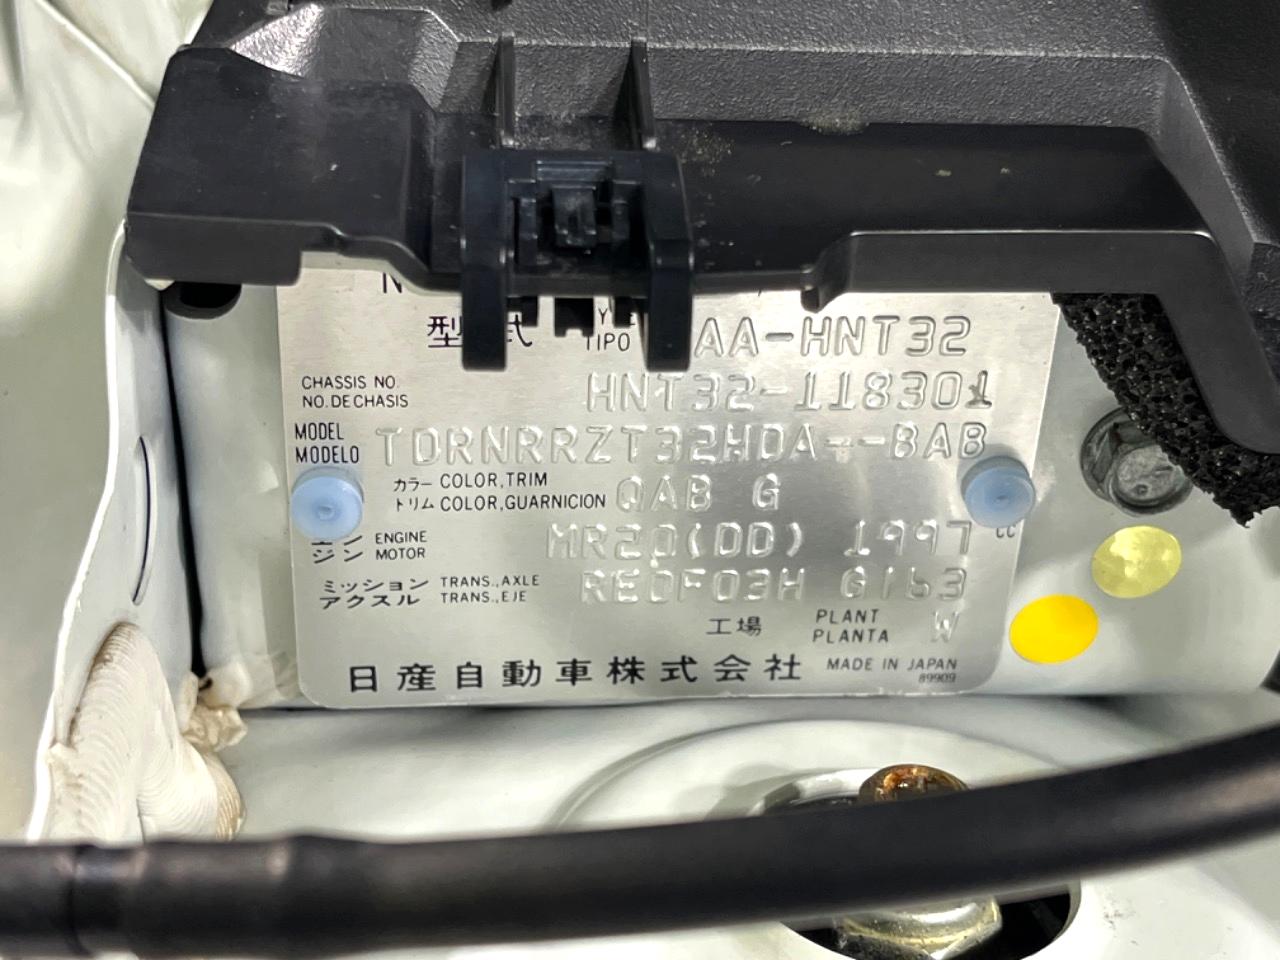 N
型 式 TIPO AA-HNT32
CHASSIS NO. HNT32-118301
NO. DE CHASIS
MODEL TDRNRRZT32HDA--BAB
MODELO
カラー COLOR, TRIM QAB G
トリム COLOR, GUARNICION
ENGINE MR20(DD) 1997 cc
ジン MOTOR
ミッション TRANS., AXLE RE0F03H G163
アクスル TRANS., EJE
工場 PLANT W
PLANTA
日産自動車株式会社 MADE IN JAPAN
89909